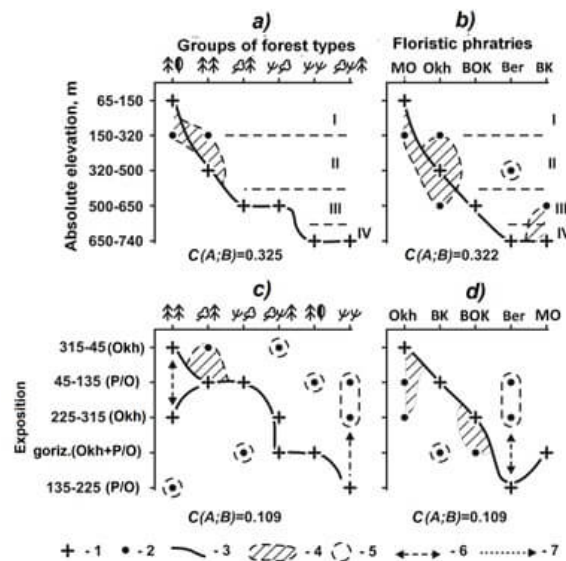 a)
Groups of forest types
b)
Floristic phratries
MO Okh BOK Ber BK
Absolute elevation, m
65-150
150-320
320-500
500-650
650-740
I
II
III
IV
C(A;B)=0.325
I
II
III
IV
C(A;B)=0.322
c)
d)
Okh BK BOK Ber MO
Exposition
315-45 (Okh)
45-135 (P/O)
225-315 (Okh)
goriz.(Okh+P/O)
135-225 (P/O)
C(A;B)=0.109
C(A;B)=0.109
- 1 - 2 - 3 - 4 - 5 - 6 - 7